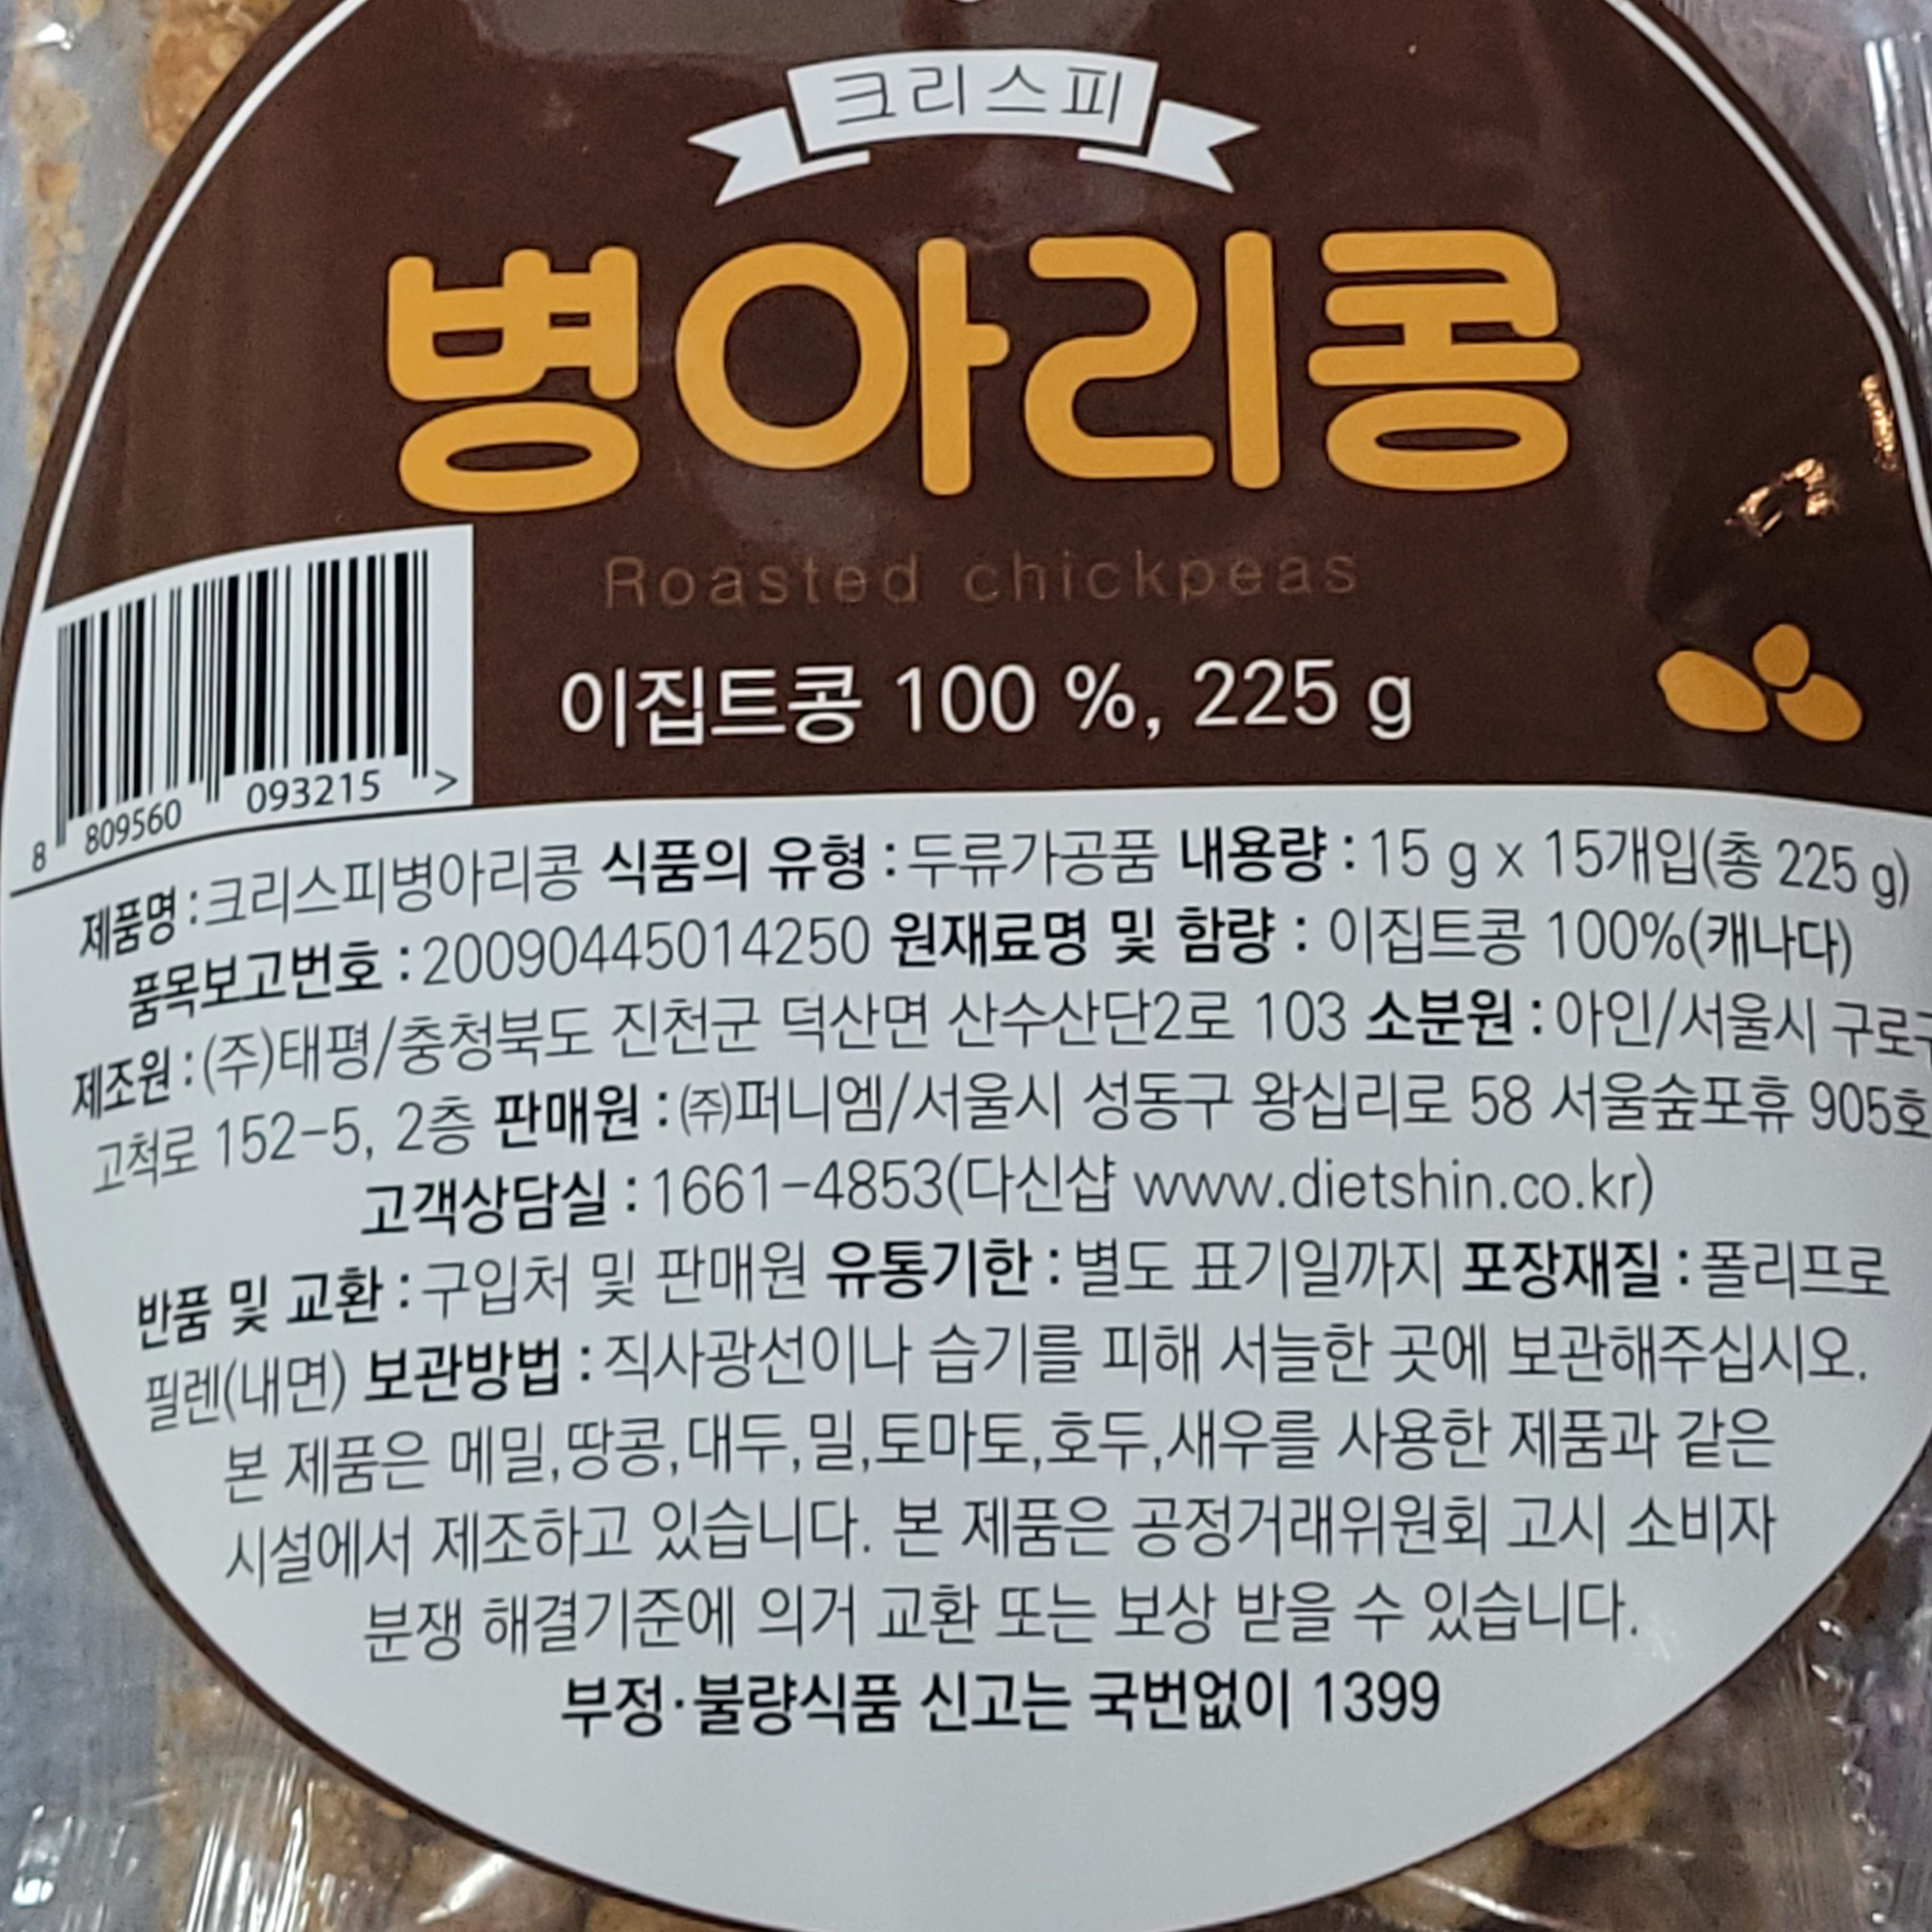 크리스피
병아리콩
Roasted chickpeas
이집트콩 100 %, 225 g
8 809560 093215 >
제품명 : 크리스피병아리콩 식품의 유형 : 두류가공품 내용량 : 15 g x 15개입(총 225 g)
품목보고번호 : 20090445014250 원재료명 및 함량 : 이집트콩 100%(캐나다)
제조원 : (주)태평/충청북도 진천군 덕산면 산수산단2로 103 소분원 : 아인/서울시 구로구
고척로 152-5, 2층 판매원 : ㈜퍼니엠/서울시 성동구 왕십리로 58 서울숲포휴 905호
고객상담실 : 1661-4853(다신샵 www.dietshin.co.kr)
반품 및 교환 : 구입처 및 판매원 유통기한 : 별도 표기일까지 포장재질 : 폴리프로
필렌(내면) 보관방법 : 직사광선이나 습기를 피해 서늘한 곳에 보관해주십시오.
본 제품은 메밀,땅콩,대두,밀,토마토,호두,새우를 사용한 제품과 같은
시설에서 제조하고 있습니다. 본 제품은 공정거래위원회 고시 소비자
분쟁 해결기준에 의거 교환 또는 보상 받을 수 있습니다.
부정·불량식품 신고는 국번없이 1399